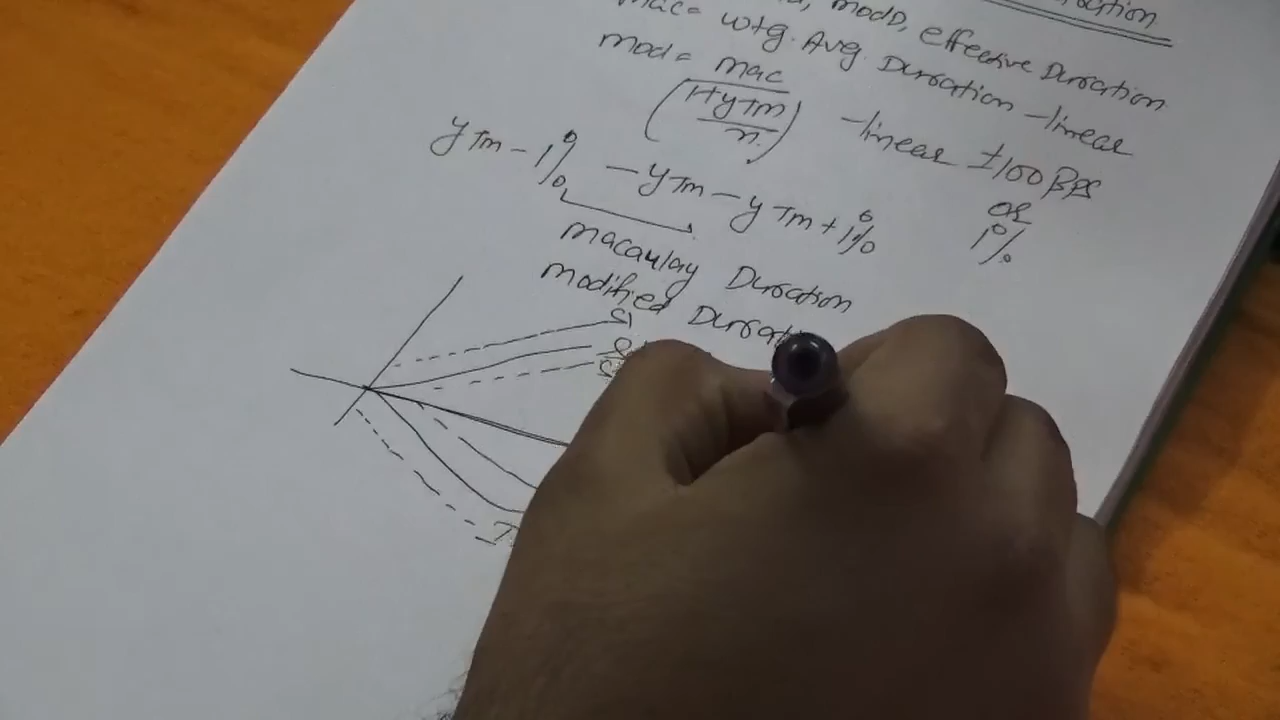 modD, effective Duration
mac = wtg. Avg. Duration - linear
mod = mac / (1 + YTM / n) - linear ± 100 BPS
or
1%
YTM - 1% - YTM - YTM + 1%
macaulay Duration
modified Durat